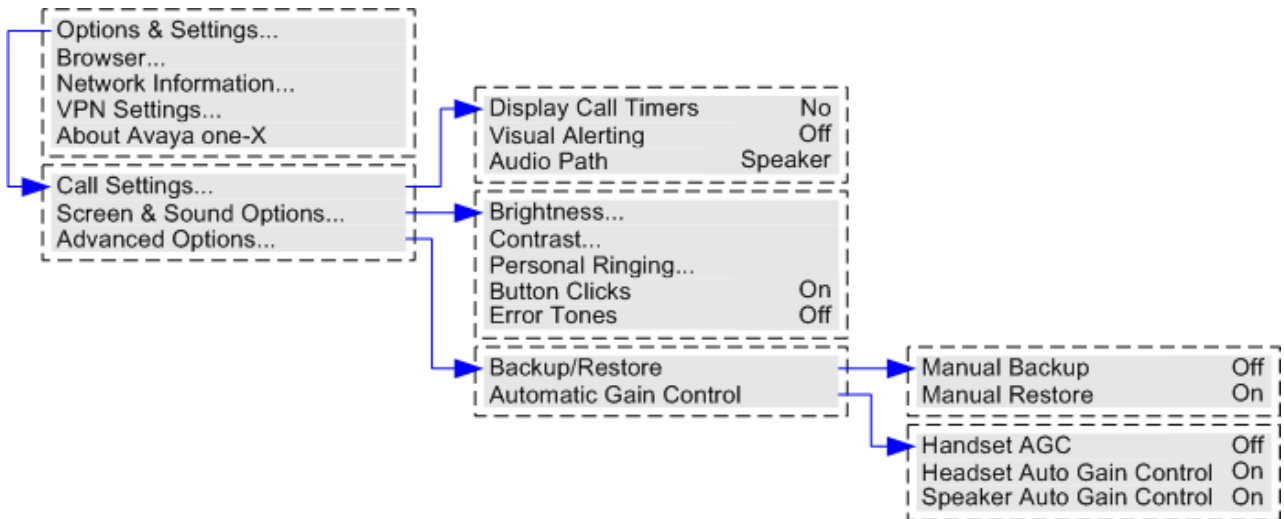 Options & Settings...
Browser...
Network Information...
VPN Settings...
About Avaya one-X
Call Settings...
Screen & Sound Options...
Advanced Options...
Display Call Timers No
Visual Alerting Off
Audio Path Speaker
Brightness...
Contrast...
Personal Ringing...
Button Clicks On
Error Tones Off
Backup/Restore
Automatic Gain Control
Manual Backup Off
Manual Restore On
Handset AGC Off
Headset Auto Gain Control On
Speaker Auto Gain Control On